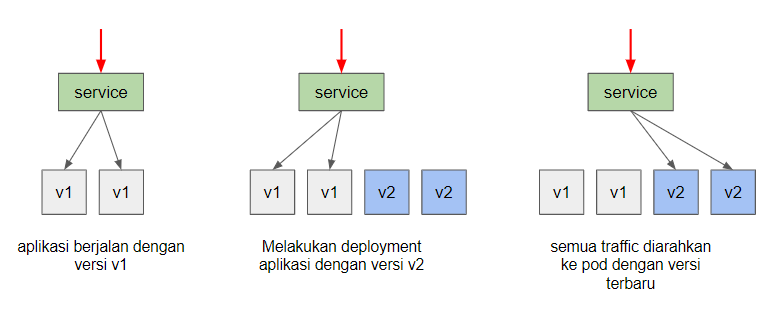 service
v1 v1
aplikasi berjalan dengan
versi v1
service
v1 v1 v2 v2
Melakukan deployment
aplikasi dengan versi v2
service
v1 v1 v2 v2
semua traffic diarahkan
ke pod dengan versi
terbaru